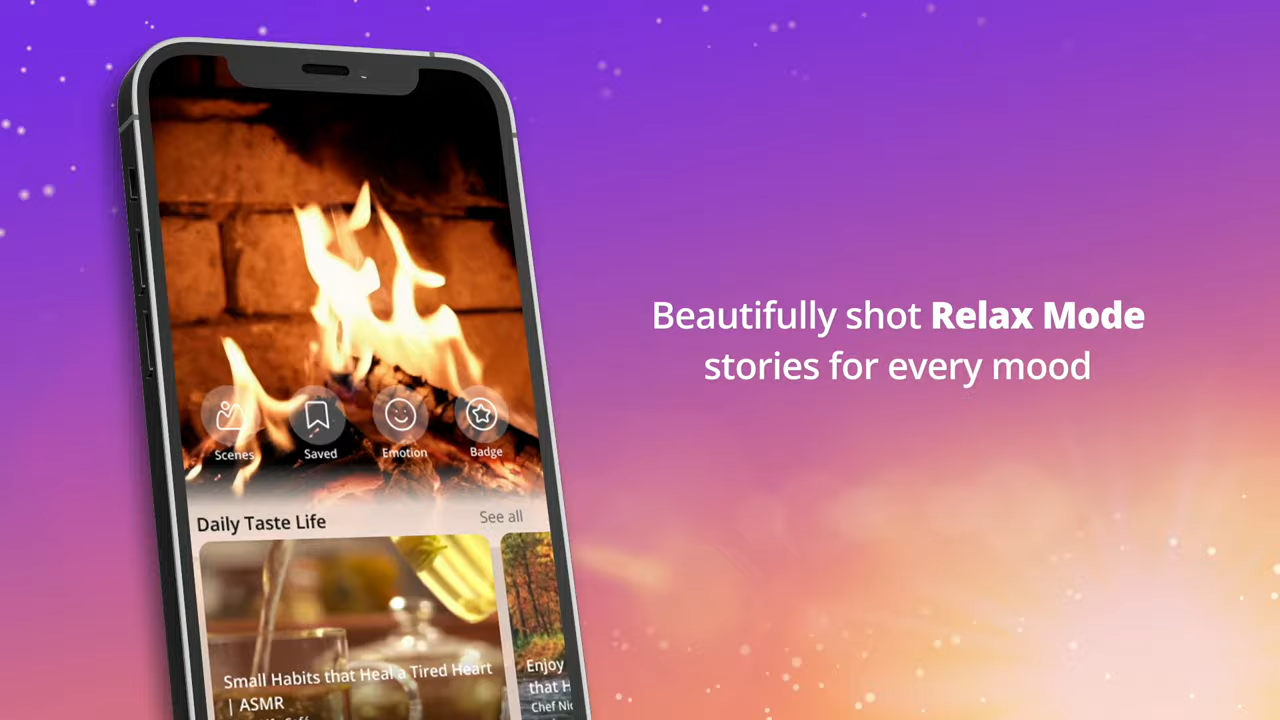 Beautifully shot Relax Mode
stories for every mood
Scenes
Saved
Emotion
Badge
Daily Taste Life
See all
Small Habits that Heal a Tired Heart
| ASMR
Enjoy
that H
Chef Nic